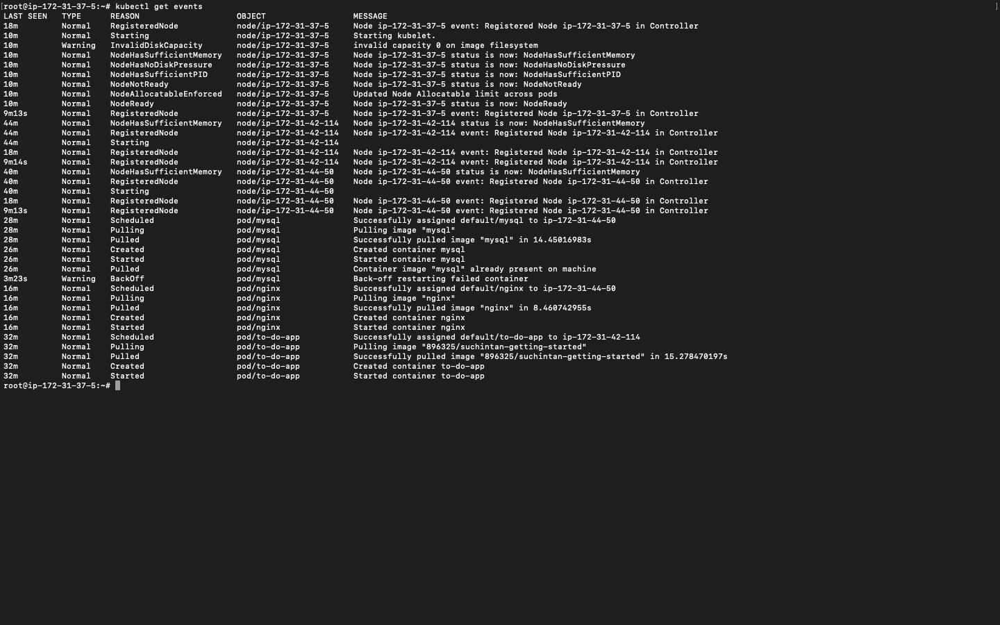 [root@ip-172-31-37-5:~# kubectl get events ]
LAST SEEN TYPE REASON OBJECT MESSAGE
18m Normal RegisteredNode node/ip-172-31-37-5 Node ip-172-31-37-5 event: Registered Node ip-172-31-37-5 in Controller
10m Normal Starting node/ip-172-31-37-5 Starting kubelet.
10m Warning InvalidDiskCapacity node/ip-172-31-37-5 invalid capacity 0 on image filesystem
10m Normal NodeHasSufficientMemory node/ip-172-31-37-5 Node ip-172-31-37-5 status is now: NodeHasSufficientMemory
10m Normal NodeHasNoDiskPressure node/ip-172-31-37-5 Node ip-172-31-37-5 status is now: NodeHasNoDiskPressure
10m Normal NodeHasSufficientPID node/ip-172-31-37-5 Node ip-172-31-37-5 status is now: NodeHasSufficientPID
10m Normal NodeNotReady node/ip-172-31-37-5 Node ip-172-31-37-5 status is now: NodeNotReady
10m Normal NodeAllocatableEnforced node/ip-172-31-37-5 Updated Node Allocatable limit across pods
10m Normal NodeReady node/ip-172-31-37-5 Node ip-172-31-37-5 status is now: NodeReady
9m13s Normal RegisteredNode node/ip-172-31-37-5 Node ip-172-31-37-5 event: Registered Node ip-172-31-37-5 in Controller
44m Normal NodeHasSufficientMemory node/ip-172-31-42-114 Node ip-172-31-42-114 status is now: NodeHasSufficientMemory
44m Normal RegisteredNode node/ip-172-31-42-114 Node ip-172-31-42-114 event: Registered Node ip-172-31-42-114 in Controller
44m Normal Starting node/ip-172-31-42-114
18m Normal RegisteredNode node/ip-172-31-42-114 Node ip-172-31-42-114 event: Registered Node ip-172-31-42-114 in Controller
9m14s Normal RegisteredNode node/ip-172-31-42-114 Node ip-172-31-42-114 event: Registered Node ip-172-31-42-114 in Controller
40m Normal NodeHasSufficientMemory node/ip-172-31-44-50 Node ip-172-31-44-50 status is now: NodeHasSufficientMemory
40m Normal RegisteredNode node/ip-172-31-44-50 Node ip-172-31-44-50 event: Registered Node ip-172-31-44-50 in Controller
40m Normal Starting node/ip-172-31-44-50
18m Normal RegisteredNode node/ip-172-31-44-50 Node ip-172-31-44-50 event: Registered Node ip-172-31-44-50 in Controller
9m13s Normal RegisteredNode node/ip-172-31-44-50 Node ip-172-31-44-50 event: Registered Node ip-172-31-44-50 in Controller
28m Normal Scheduled pod/mysql Successfully assigned default/mysql to ip-172-31-44-50
28m Normal Pulling pod/mysql Pulling image "mysql"
28m Normal Pulled pod/mysql Successfully pulled image "mysql" in 14.45016983s
26m Normal Created pod/mysql Created container mysql
26m Normal Started pod/mysql Started container mysql
26m Normal Pulled pod/mysql Container image "mysql" already present on machine
3m23s Warning BackOff pod/mysql Back-off restarting failed container
16m Normal Scheduled pod/nginx Successfully assigned default/nginx to ip-172-31-44-50
16m Normal Pulling pod/nginx Pulling image "nginx"
16m Normal Pulled pod/nginx Successfully pulled image "nginx" in 8.460742955s
16m Normal Created pod/nginx Created container nginx
16m Normal Started pod/nginx Started container nginx
32m Normal Scheduled pod/to-do-app Successfully assigned default/to-do-app to ip-172-31-42-114
32m Normal Pulling pod/to-do-app Pulling image "896325/suchintan-getting-started"
32m Normal Pulled pod/to-do-app Successfully pulled image "896325/suchintan-getting-started" in 15.278470197s
32m Normal Created pod/to-do-app Created container to-do-app
32m Normal Started pod/to-do-app Started container to-do-app
root@ip-172-31-37-5:~#